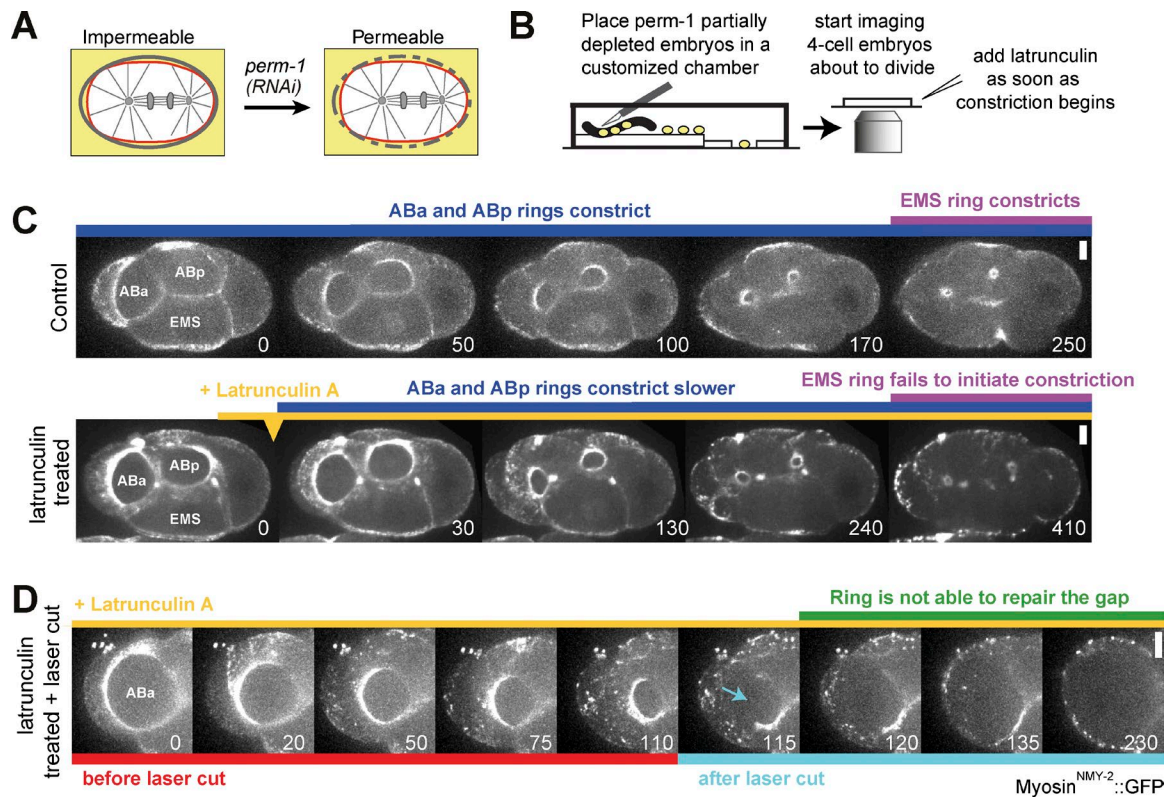 A
Impermeable
perm-1
(RNAi)
Permeable
B
Place perm-1 partially
depleted embryos in a
customized chamber
start imaging
4-cell embryos
about to divide
add latrunculin
as soon as
constriction begins
C
ABa and ABp rings constrict
EMS ring constricts
Control
ABa
ABp
EMS
0
50
100
170
250
+ Latrunculin A
ABa and ABp rings constrict slower
EMS ring fails to initiate constriction
latrunculin
treated
ABa
ABp
EMS
0
30
130
240
410
D
+ Latrunculin A
Ring is not able to repair the gap
latrunculin
treated + laser cut
ABa
0
20
50
75
110
115
120
135
230
before laser cut
after laser cut
Myosin^NMY-2::GFP